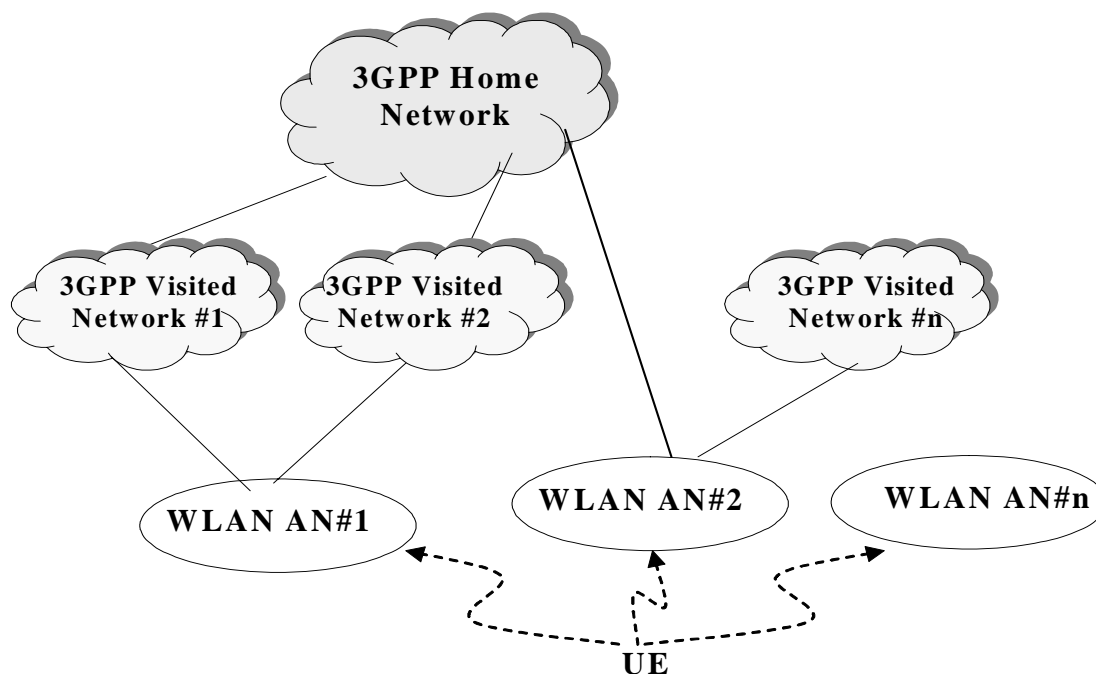 3GPP Home
Network
3GPP Visited
Network #1
3GPP Visited
Network #2
3GPP Visited
Network #n
WLAN AN#1
WLAN AN#2
WLAN AN#n
UE